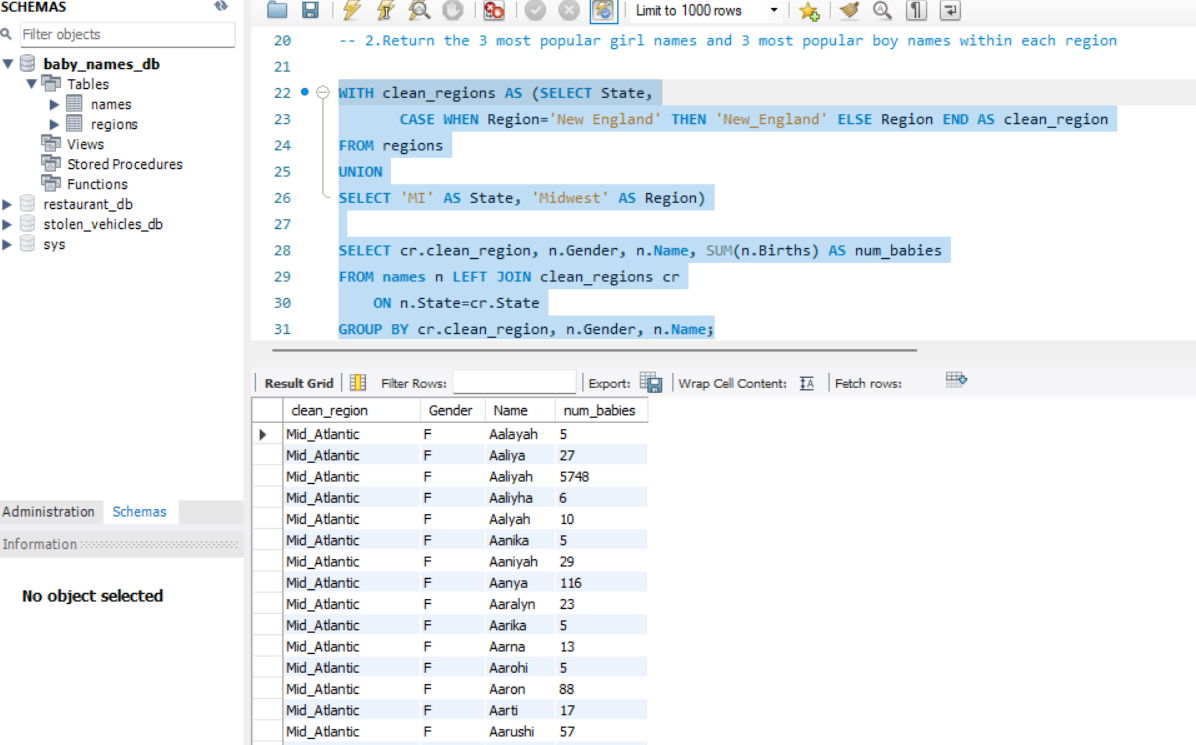 SCHEMAS
Filter objects
baby_names_db
Tables
names
regions
Views
Stored Procedures
Functions
restaurant_db
stolen_vehicles_db
sys
Administration Schemas
Information
No object selected
Limit to 1000 rows
20 -- 2.Return the 3 most popular girl names and 3 most popular boy names within each region
21
22 WITH clean_regions AS (SELECT State,
23 CASE WHEN Region='New England' THEN 'New_England' ELSE Region END AS clean_region
24 FROM regions
25 UNION
26 SELECT 'MI' AS State, 'Midwest' AS Region)
27
28 SELECT cr.clean_region, n.Gender, n.Name, SUM(n.Births) AS num_babies
29 FROM names n LEFT JOIN clean_regions cr
30 ON n.State=cr.State
31 GROUP BY cr.clean_region, n.Gender, n.Name;
Result Grid Filter Rows: Export: Wrap Cell Content: IA Fetch rows:
clean_region Gender Name num_babies
Mid_Atlantic F Aalayah 5
Mid_Atlantic F Aaliya 27
Mid_Atlantic F Aaliyah 5748
Mid_Atlantic F Aaliyha 6
Mid_Atlantic F Aalyah 10
Mid_Atlantic F Aanika 5
Mid_Atlantic F Aaniyah 29
Mid_Atlantic F Aanya 116
Mid_Atlantic F Aaralyn 23
Mid_Atlantic F Aarika 5
Mid_Atlantic F Aarna 13
Mid_Atlantic F Aarohi 5
Mid_Atlantic F Aaron 88
Mid_Atlantic F Aarti 17
Mid_Atlantic F Aarushi 57